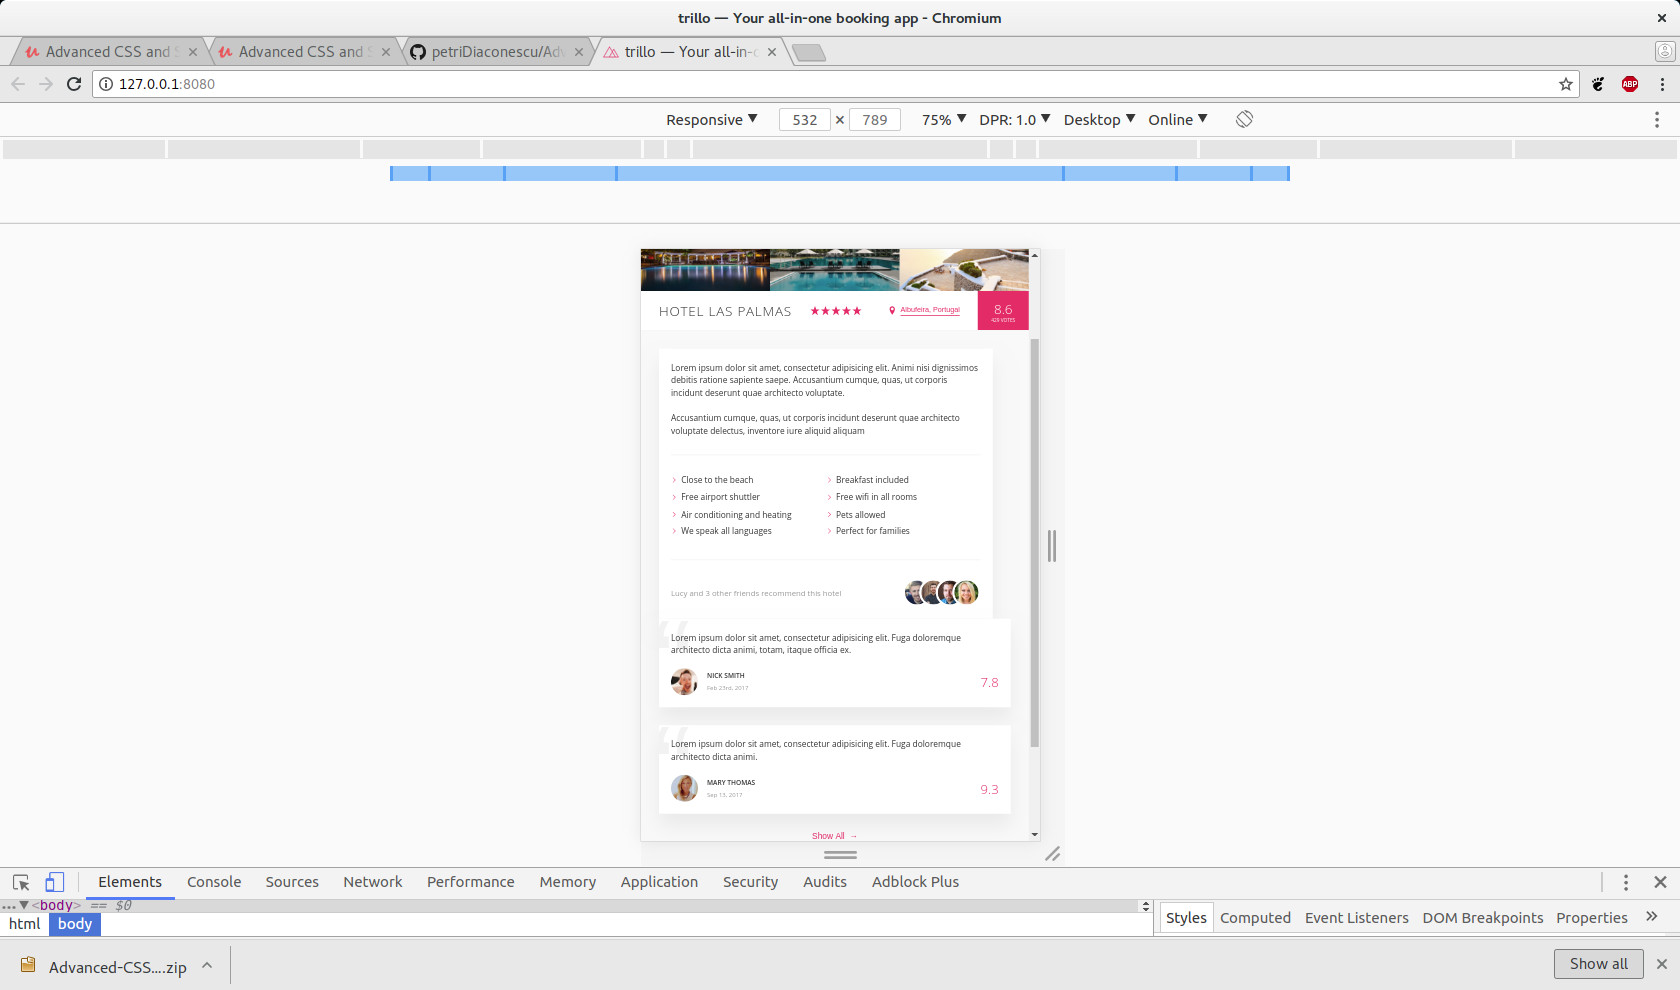 trillo — Your all-in-one booking app - Chromium
Advanced CSS and S
Advanced CSS and S
petriDiaconescu/Adv
trillo — Your all-in-o
127.0.0.1:8080
ABP
Responsive ▼ 532 × 789 75% ▼ DPR: 1.0 ▼ Desktop ▼ Online ▼
HOTEL LAS PALMAS ★★★★★ Albufeira, Portugal 8.6
429 VOTES
Lorem ipsum dolor sit amet, consectetur adipisicing elit. Animi nisi dignissimos
debitis ratione sapiente saepe. Accusantium cumque, quas, ut corporis
incidunt deserunt quae architecto voluptate.
Accusantium cumque, quas, ut corporis incidunt deserunt quae architecto
voluptate delectus, inventore iure aliquid aliquam
Close to the beach Breakfast included
Free airport shuttler Free wifi in all rooms
Air conditioning and heating Pets allowed
We speak all languages Perfect for families
Lucy and 3 other friends recommend this hotel
“
Lorem ipsum dolor sit amet, consectetur adipisicing elit. Fuga doloremque
architecto dicta animi, totam, itaque officia ex.
NICK SMITH
Feb 23rd, 2017
7.8
“
Lorem ipsum dolor sit amet, consectetur adipisicing elit. Fuga doloremque
architecto dicta animi.
MARY THOMAS
Sep 13, 2017
9.3
Show All →
Elements Console Sources Network Performance Memory Application Security Audits Adblock Plus
…▼<body> == $0
html body
Styles Computed Event Listeners DOM Breakpoints Properties »
Advanced-CSS....zip
Show all